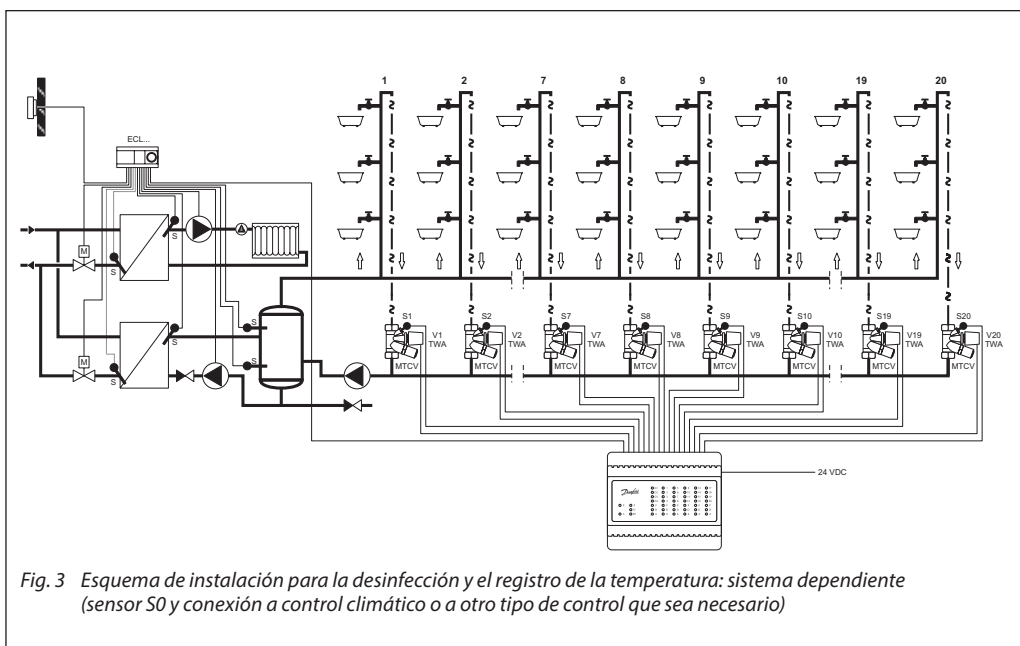 1 2 7 8 9 10 19 20
ECL...
M
S
S
S
S
M
S
S
S1 S2 S7 S8 S9 S10 S19 S20
V1 V2 V7 V8 V9 V10 V19 V20
TWA TWA TWA TWA TWA TWA TWA TWA
MTCV MTCV MTCV MTCV MTCV MTCV MTCV MTCV
24 VDC
Danfoss
Fig. 3 Esquema de instalación para la desinfección y el registro de la temperatura: sistema dependiente
(sensor S0 y conexión a control climático o a otro tipo de control que sea necesario)